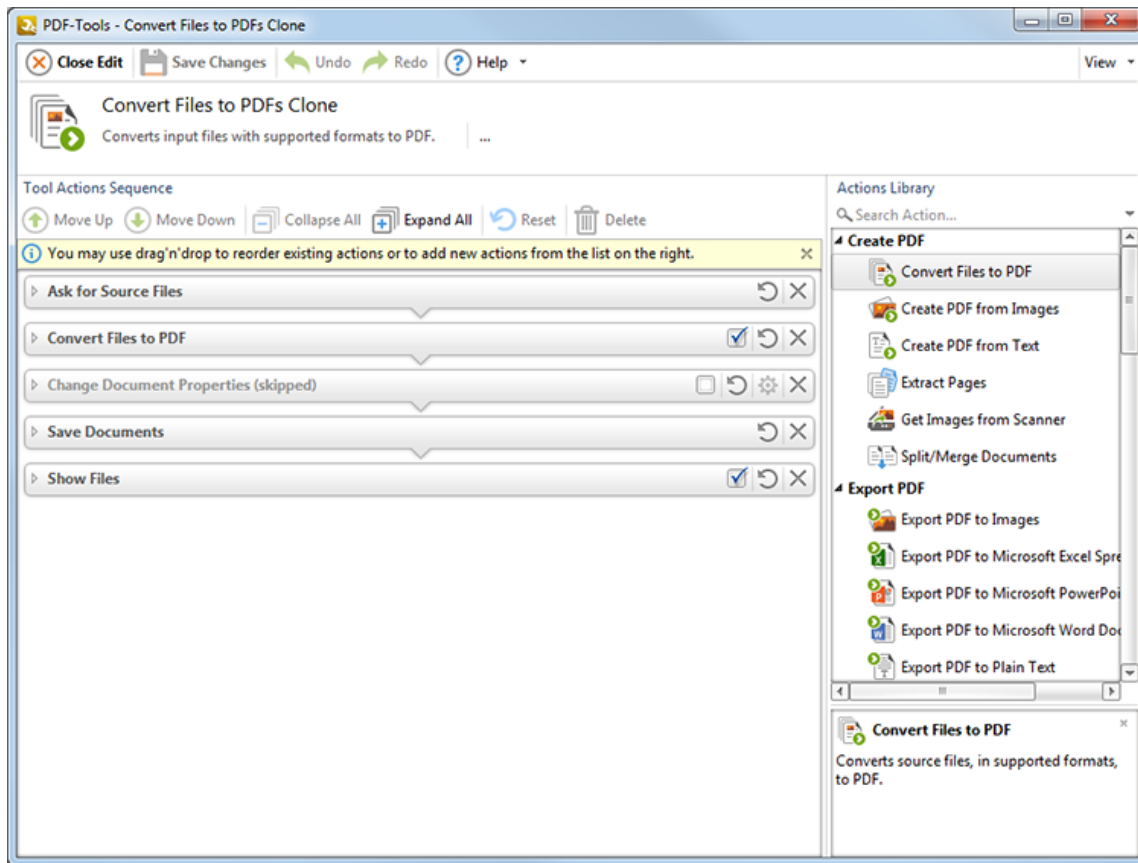 PDF-Tools - Convert Files to PDFs Clone
Close Edit Save Changes Undo Redo Help View
Convert Files to PDFs Clone
Converts input files with supported formats to PDF. ...
Tool Actions Sequence
Move Up Move Down Collapse All Expand All Reset Delete
You may use drag'n'drop to reorder existing actions or to add new actions from the list on the right.
Ask for Source Files
Convert Files to PDF
Change Document Properties (skipped)
Save Documents
Show Files
Actions Library
Search Action...
Create PDF
Convert Files to PDF
Create PDF from Images
Create PDF from Text
Extract Pages
Get Images from Scanner
Split/Merge Documents
Export PDF
Export PDF to Images
Export PDF to Microsoft Excel Spre
Export PDF to Microsoft PowerPoi
Export PDF to Microsoft Word Doc
Export PDF to Plain Text
Convert Files to PDF
Converts source files, in supported formats,
to PDF.